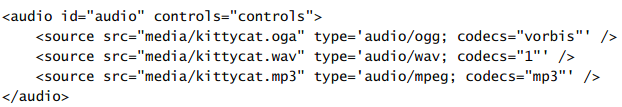 <audio id="audio" controls="controls">
    <source src="media/kittycat.oga" type='audio/ogg; codecs="vorbis"' />
    <source src="media/kittycat.wav" type='audio/wav; codecs="1"' />
    <source src="media/kittycat.mp3" type='audio/mpeg; codecs="mp3"' />
</audio>